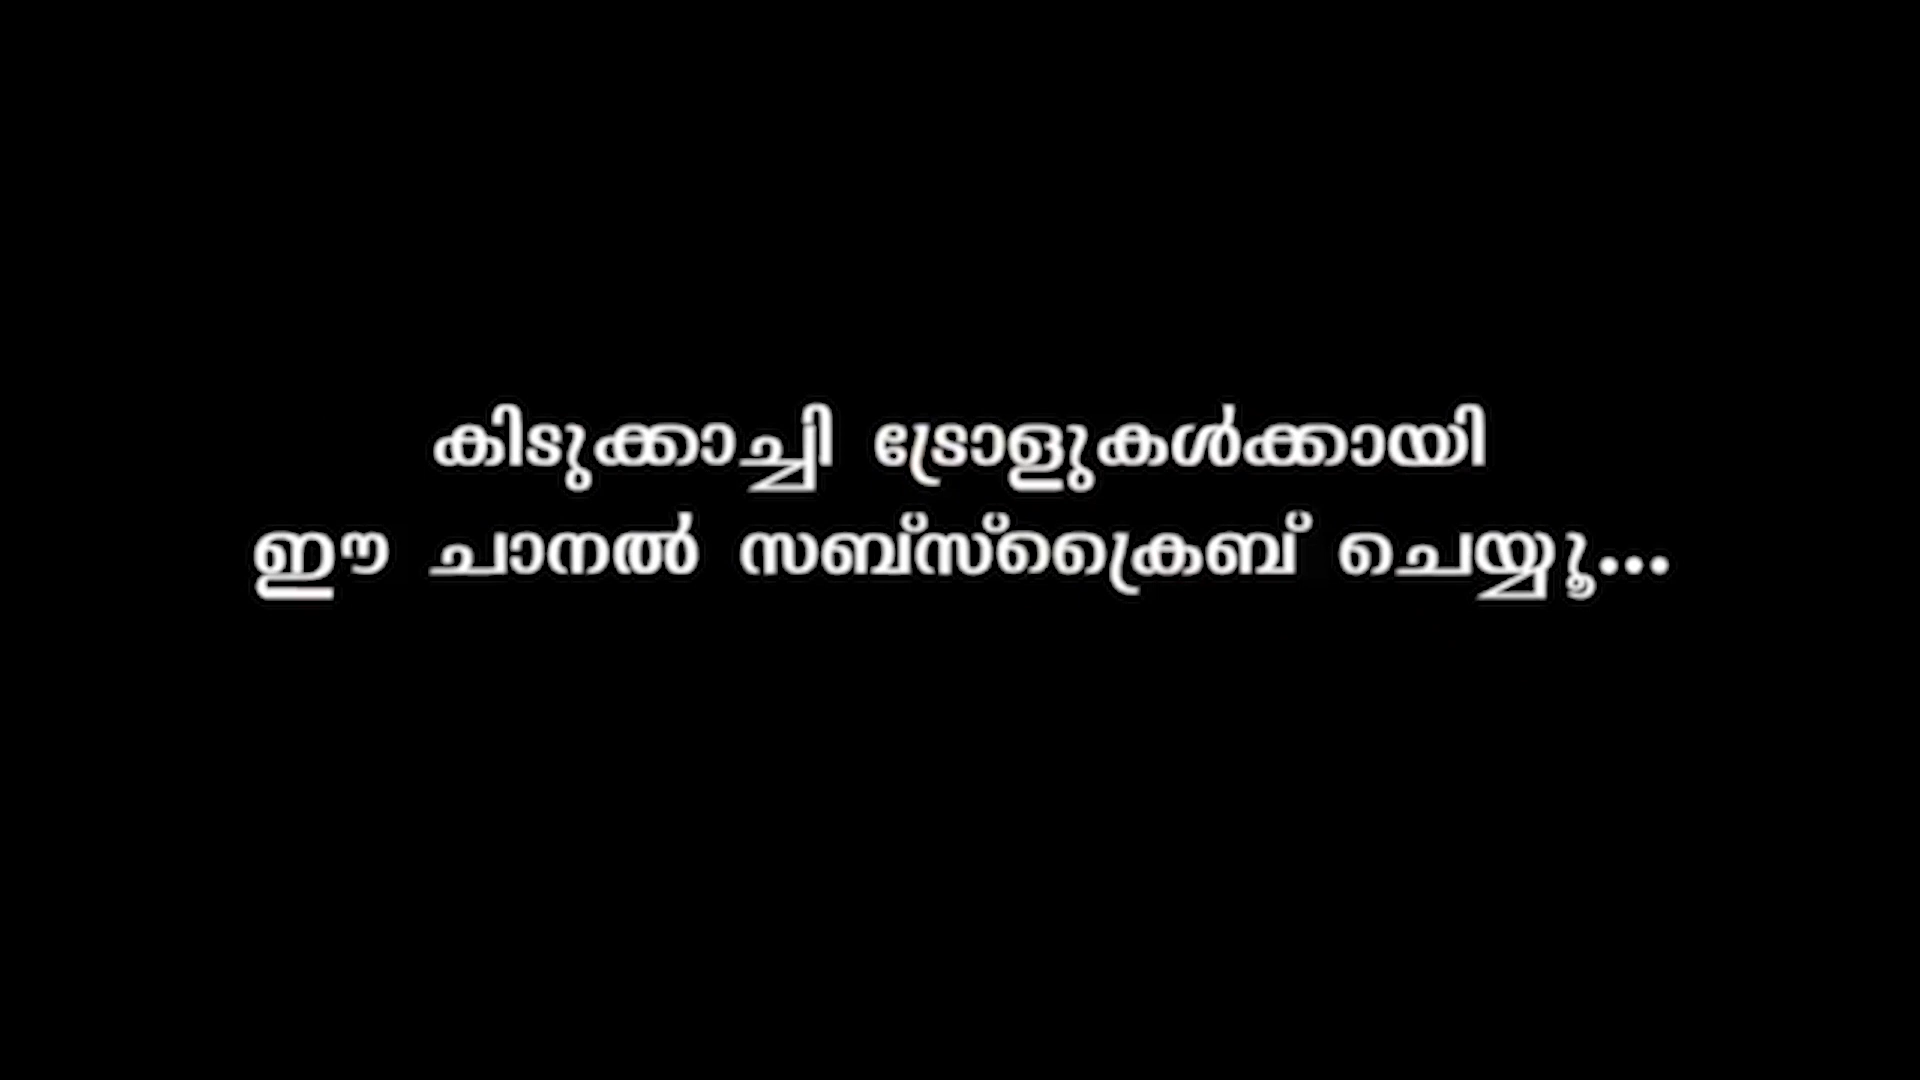 കിടുക്കാച്ചി ട്രോളുകൾക്കായി
ഈ ചാനൽ സബ്സ്ക്രൈബ് ചെയ്യൂ...